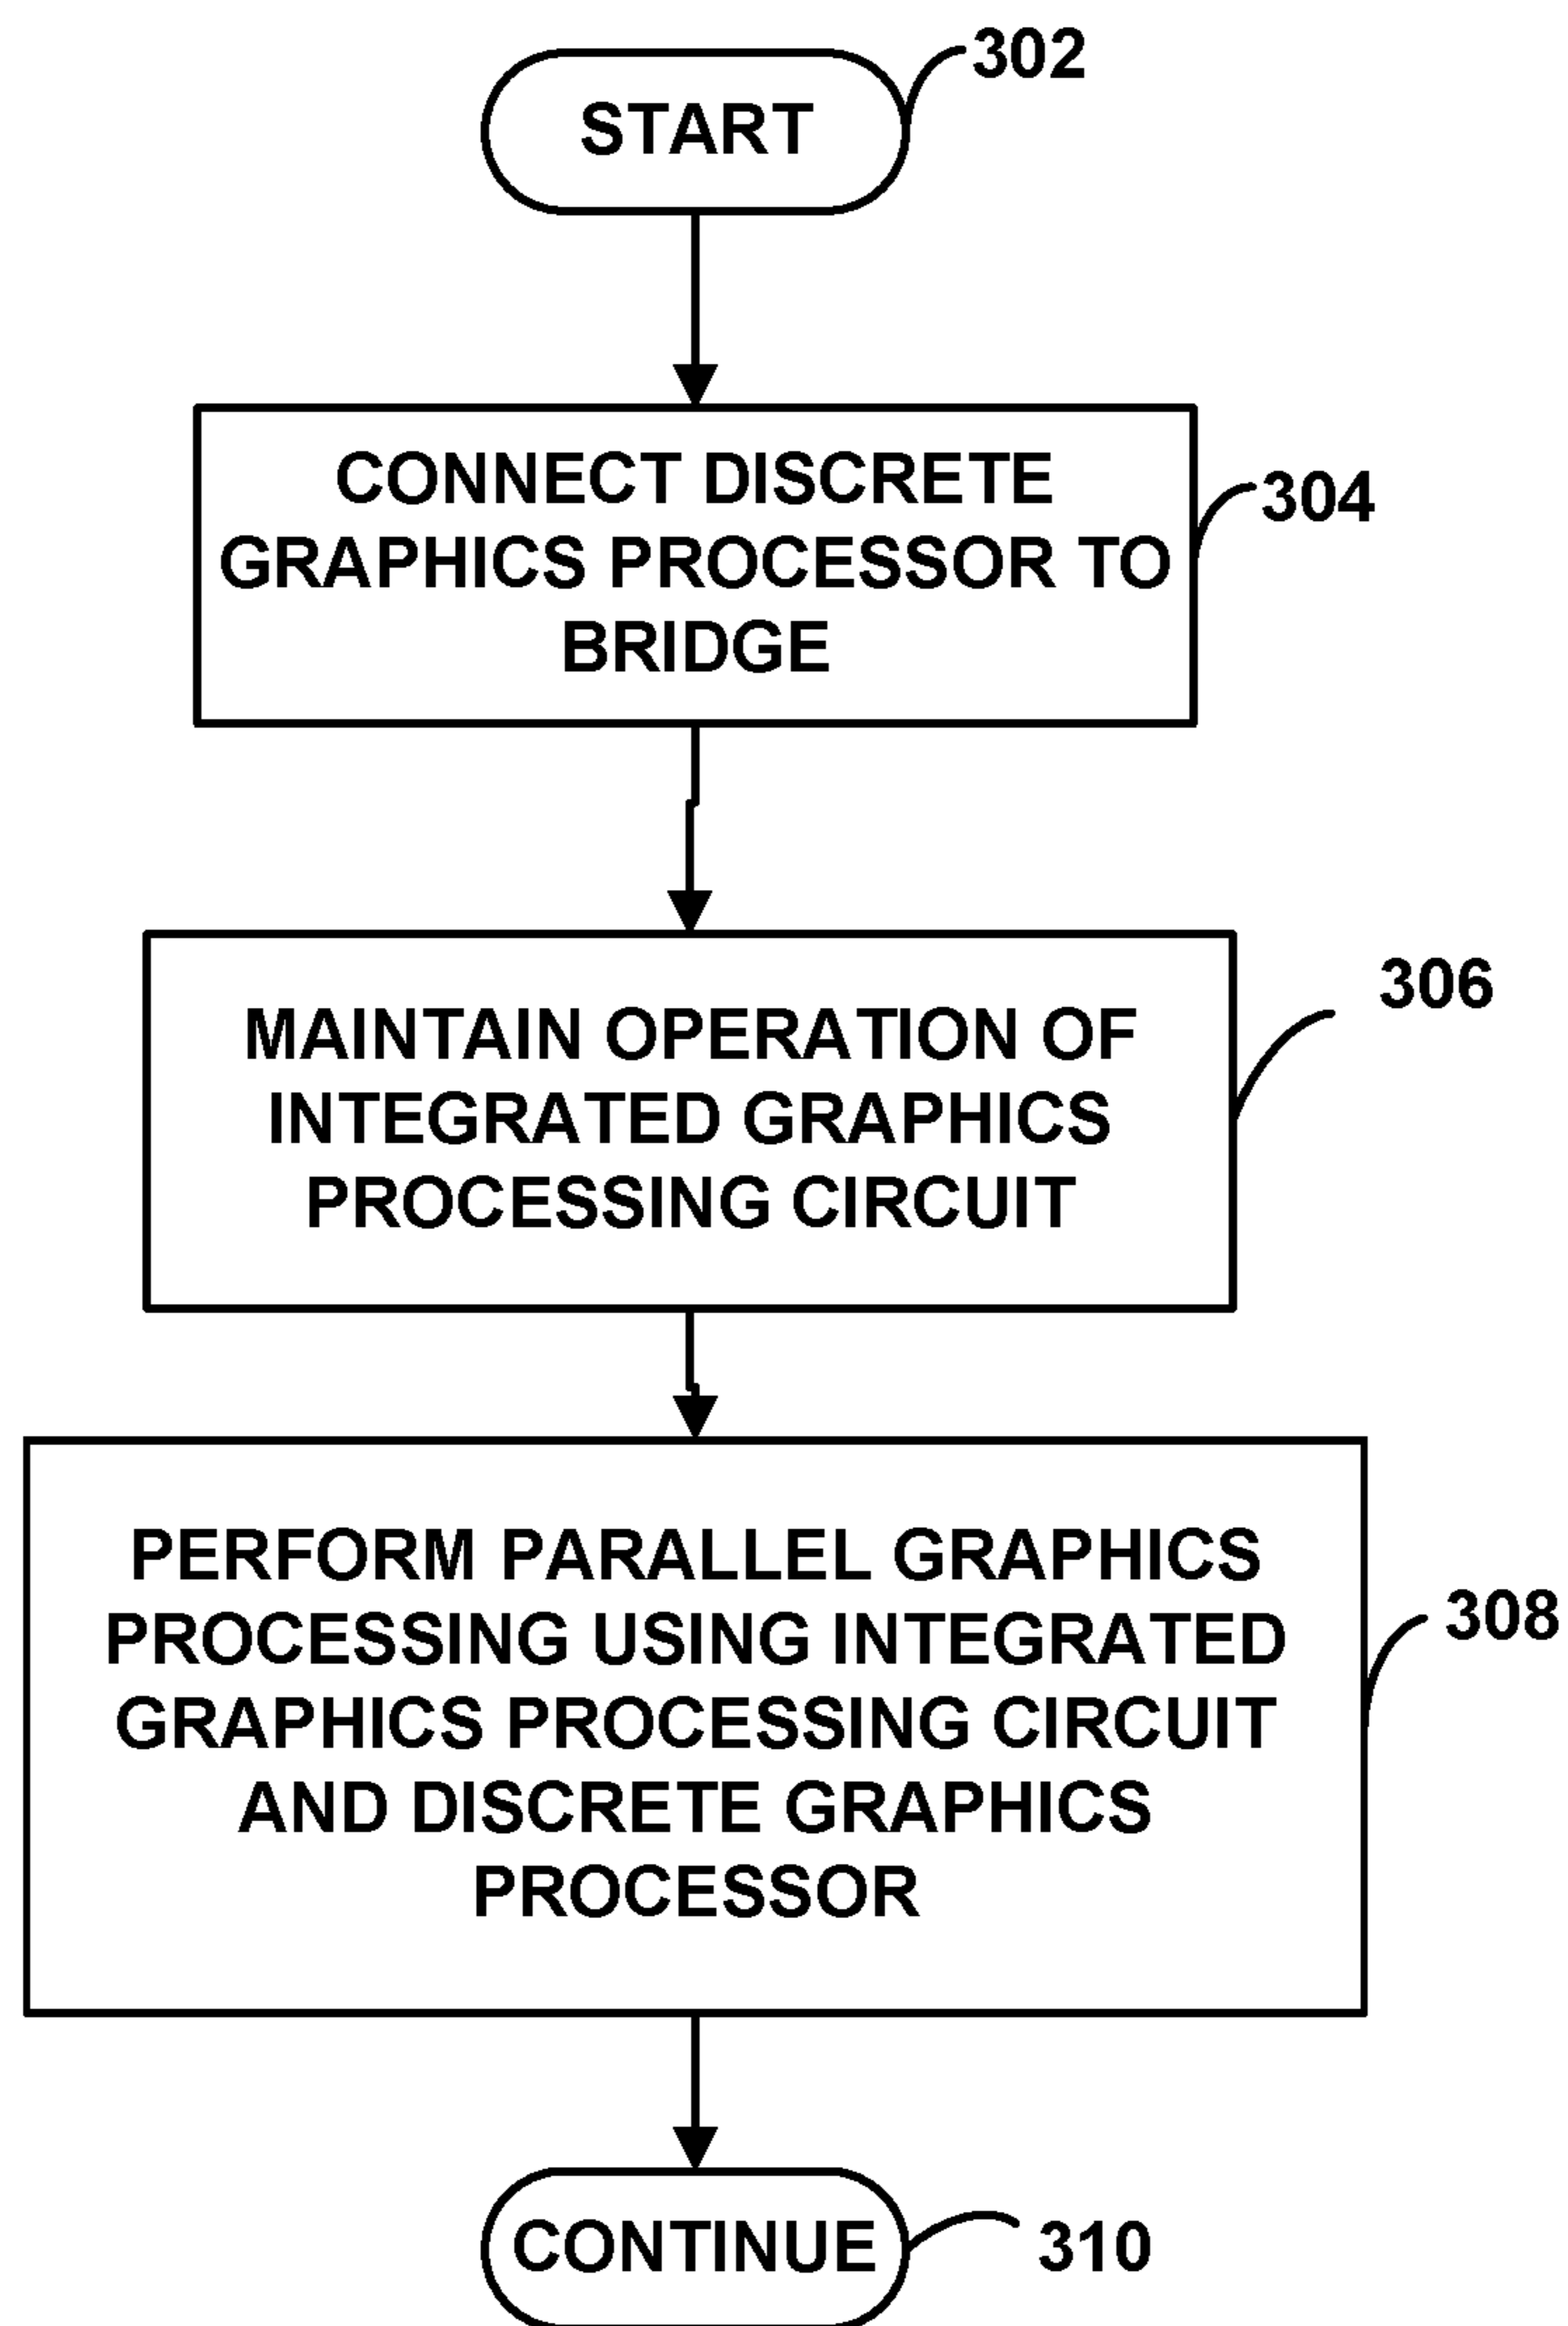 302
START
CONNECT DISCRETE
GRAPHICS PROCESSOR TO
BRIDGE
304
MAINTAIN OPERATION OF
INTEGRATED GRAPHICS
PROCESSING CIRCUIT
306
PERFORM PARALLEL GRAPHICS
PROCESSING USING INTEGRATED
GRAPHICS PROCESSING CIRCUIT
AND DISCRETE GRAPHICS
PROCESSOR
308
CONTINUE
310